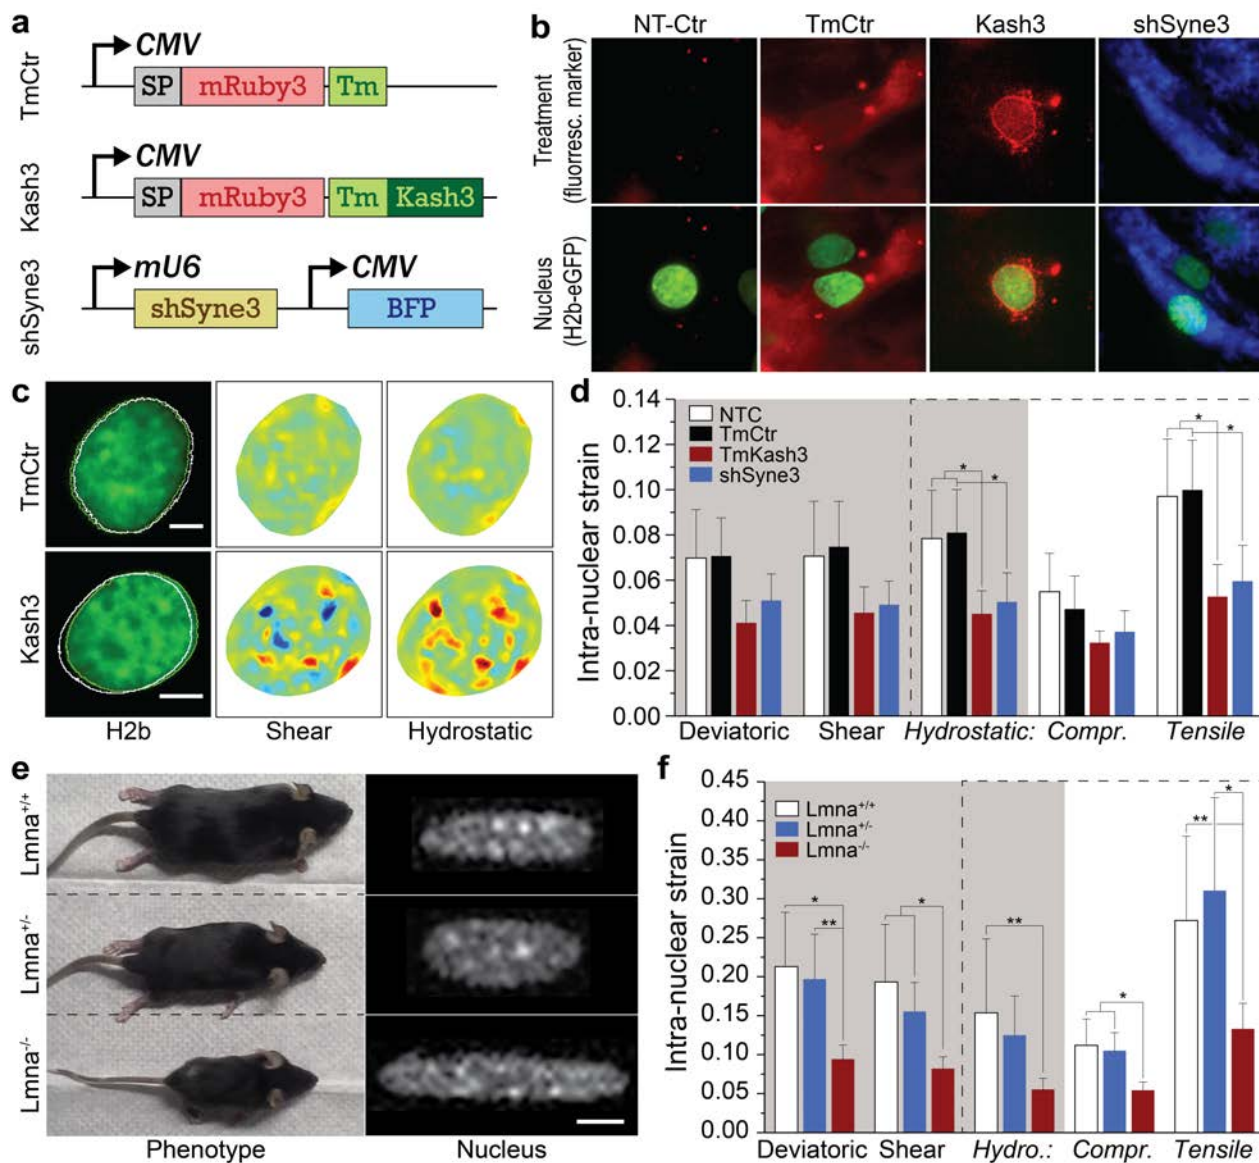 a
TmCtr
CMV
SP mRuby3 Tm
Kash3
CMV
SP mRuby3 Tm Kash3
shSyne3
mU6 CMV
shSyne3 BFP
b
NT-Ctr TmCtr Kash3 shSyne3
Treatment
(fluoresc. marker)
Nucleus
(H2b-eGFP)
c
TmCtr
Kash3
H2b Shear Hydrostatic
d
Intra-nuclear strain
0.14
0.12
0.10
0.08
0.06
0.04
0.02
0.00
NTC
TmCtr
TmKash3
shSyne3
* * * *
Deviatoric Shear Hydrostatic: Compr. Tensile
e
Lmna+/+
Lmna+/-
Lmna-/-
Phenotype Nucleus
f
Intra-nuclear strain
0.45
0.40
0.35
0.30
0.25
0.20
0.15
0.10
0.05
0.00
Lmna+/+
Lmna+/-
Lmna-/-
* ** * ** * ** *
Deviatoric Shear Hydro.: Compr. Tensile